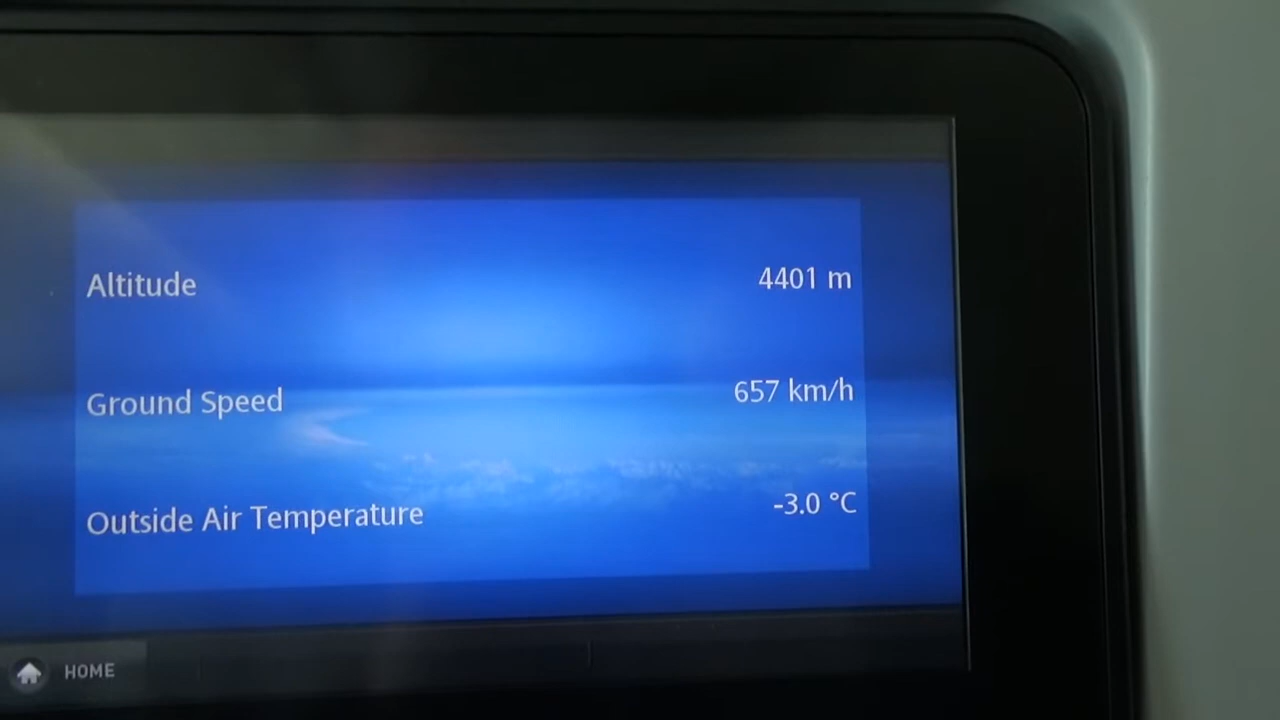 Altitude 4401 m
Ground Speed 657 km/h
Outside Air Temperature -3.0 °C
HOME